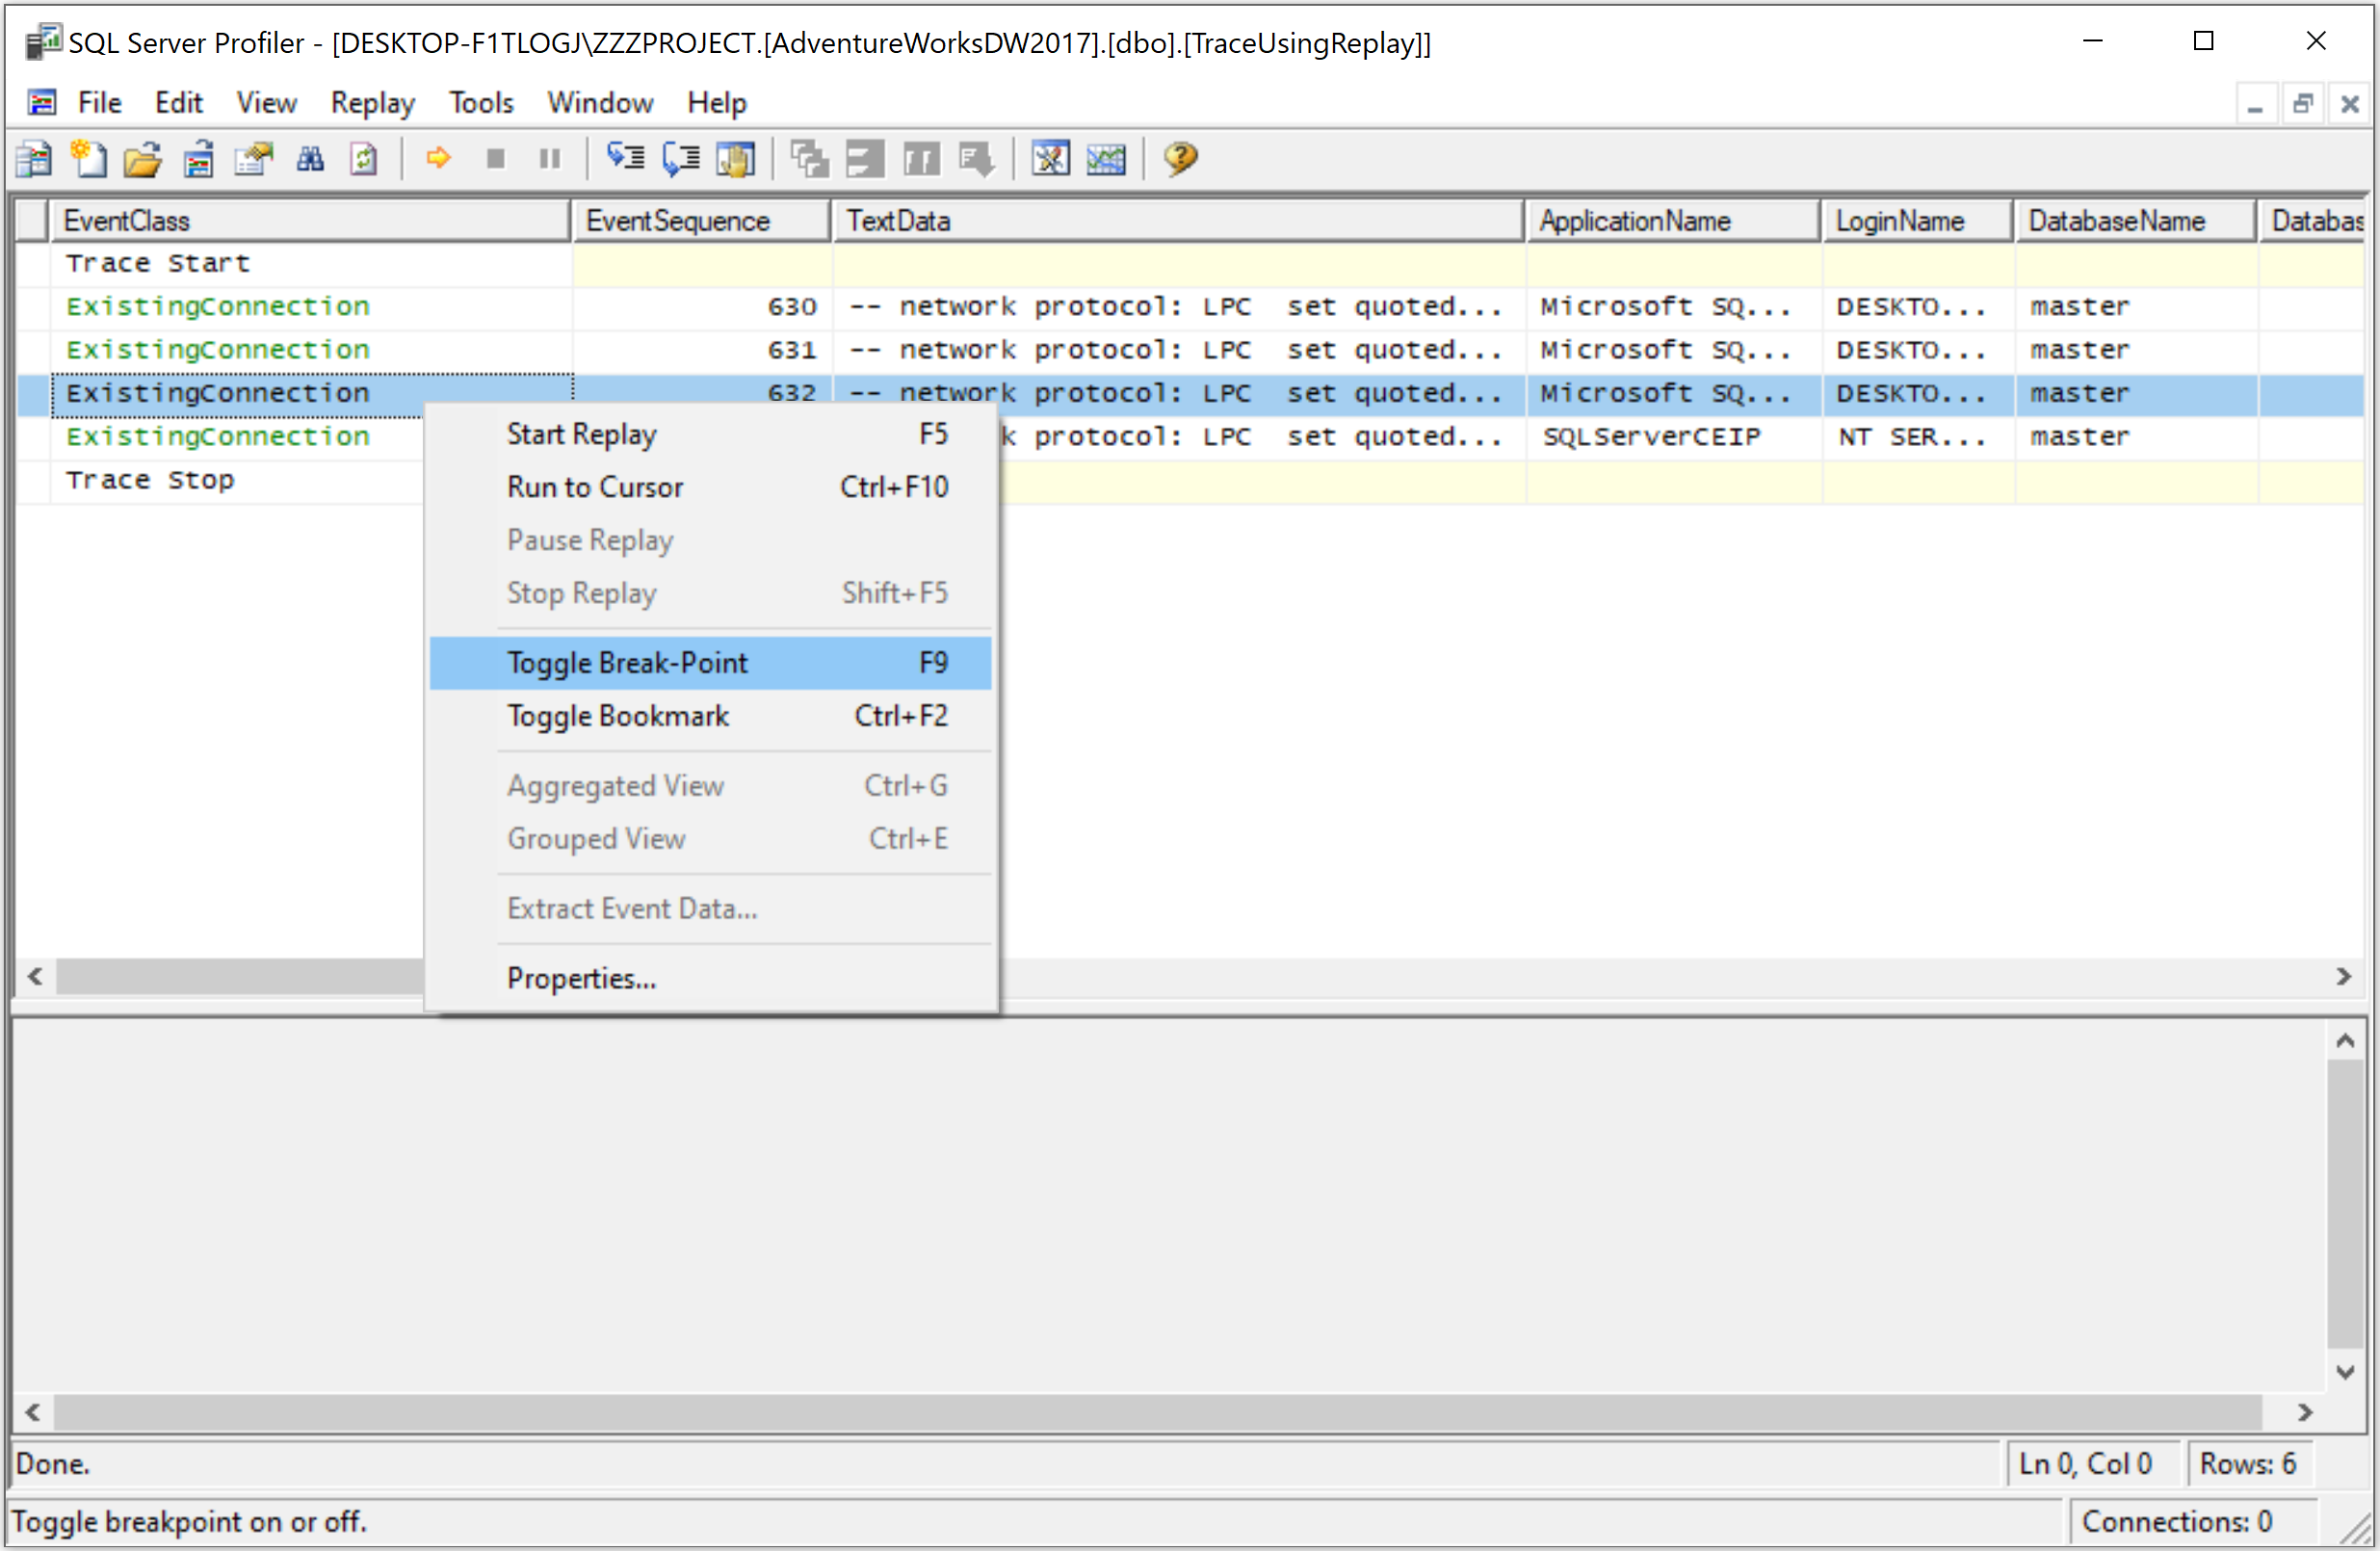 SQL Server Profiler - [DESKTOP-F1TLOGJ\ZZZPROJECT.[AdventureWorksDW2017].[dbo].[TraceUsingReplay]]
File Edit View Replay Tools Window Help
EventClass EventSequence TextData ApplicationName LoginName DatabaseName Databas
Trace Start
ExistingConnection 630 -- network protocol: LPC set quoted... Microsoft SQ... DESKTO... master
ExistingConnection 631 -- network protocol: LPC set quoted... Microsoft SQ... DESKTO... master
ExistingConnection 632 -- network protocol: LPC set quoted... Microsoft SQ... DESKTO... master
ExistingConnection k protocol: LPC set quoted... SQLServerCEIP NT SER... master
Trace Stop
Start Replay F5
Run to Cursor Ctrl+F10
Pause Replay
Stop Replay Shift+F5
Toggle Break-Point F9
Toggle Bookmark Ctrl+F2
Aggregated View Ctrl+G
Grouped View Ctrl+E
Extract Event Data...
Properties...
Done. Ln 0, Col 0 Rows: 6
Toggle breakpoint on or off. Connections: 0